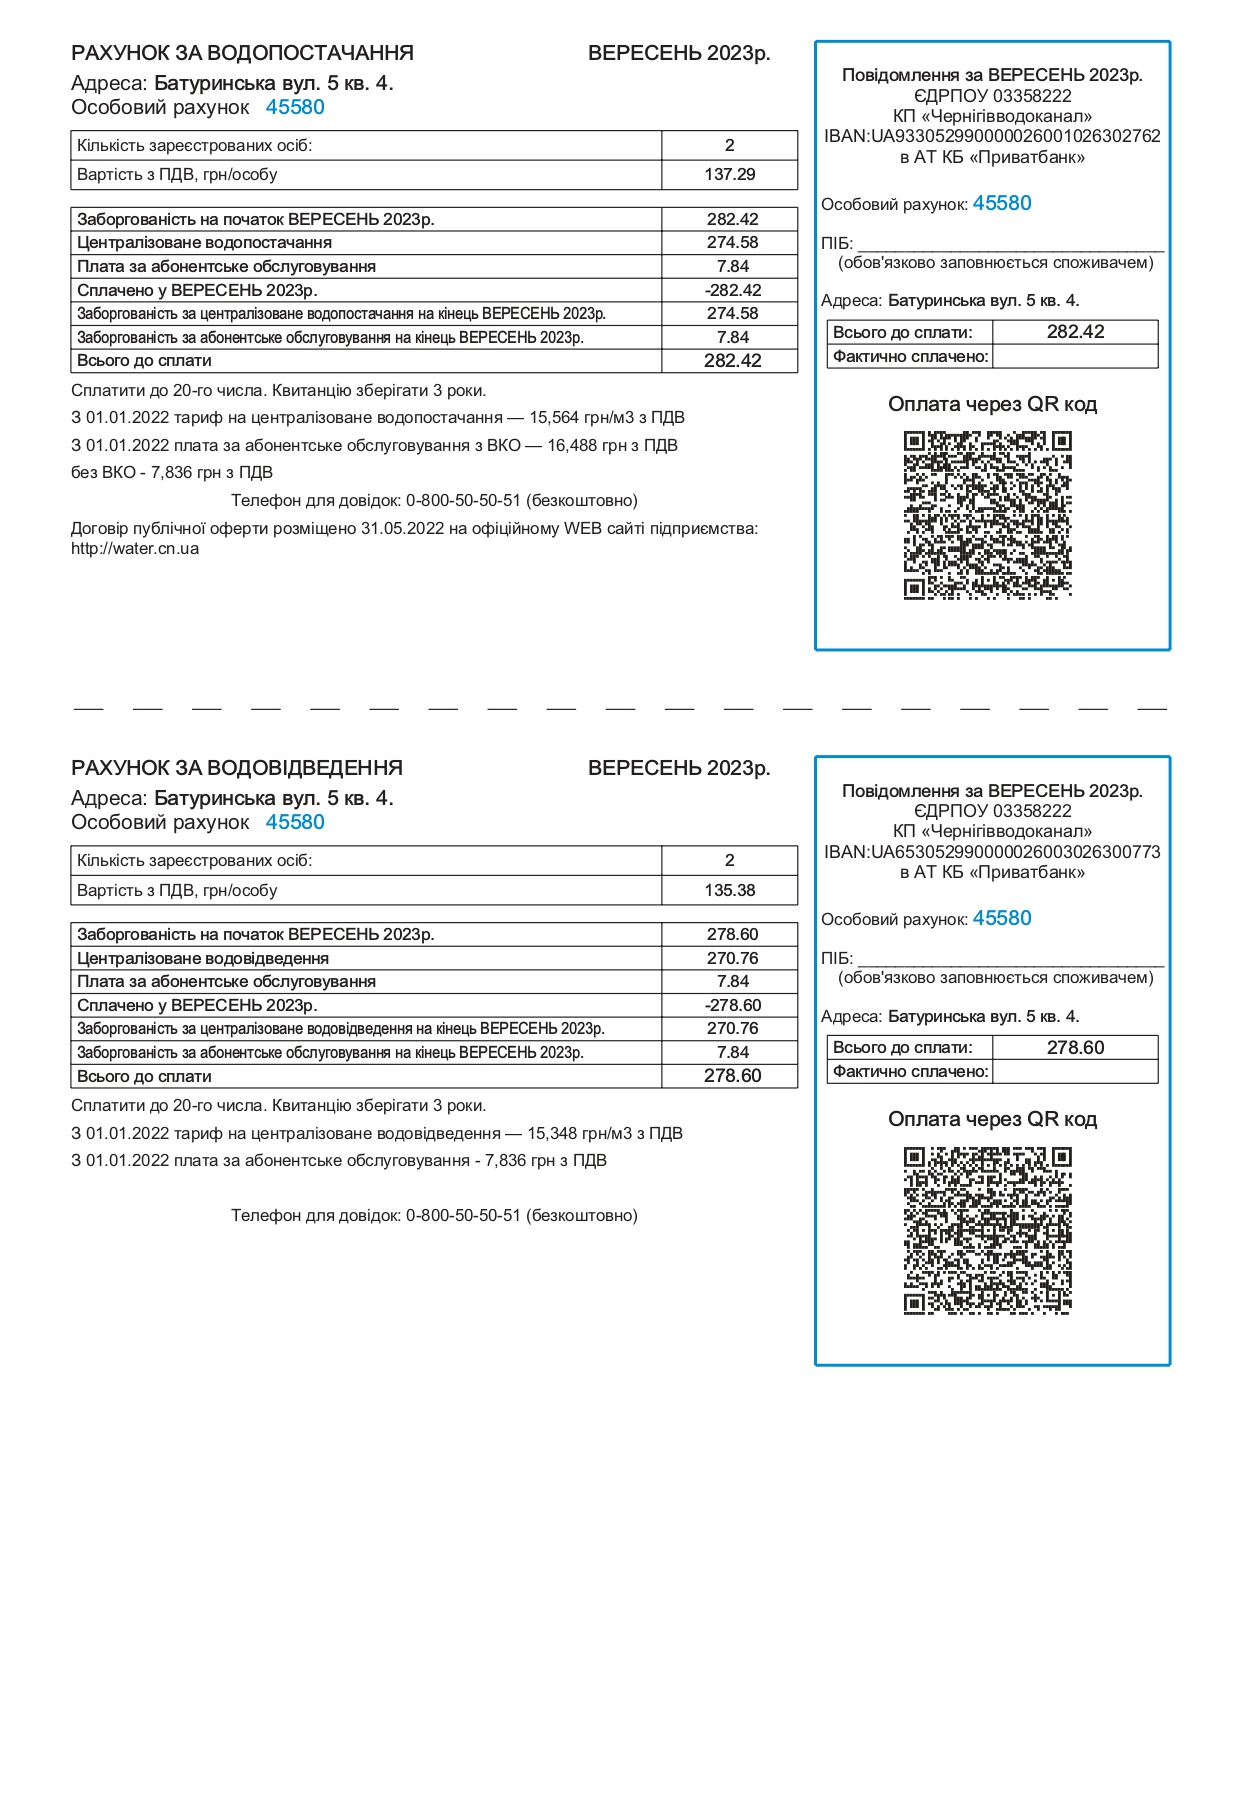 РАХУНОК ЗА ВОДОПОСТАЧАННЯ ВЕРЕСЕНЬ 2023р.
Адреса: Батуринська вул. 5 кв. 4.
Особовий рахунок 45580
Кількість зареєстрованих осіб: 2
Вартість з ПДВ, грн/особу 137.29
Заборгованість на початок ВЕРЕСЕНЬ 2023р. 282.42
Централізоване водопостачання 274.58
Плата за абонентське обслуговування 7.84
Сплачено у ВЕРЕСЕНЬ 2023р. -282.42
Заборгованість за централізоване водопостачання на кінець ВЕРЕСЕНЬ 2023р. 274.58
Заборгованість за абонентське обслуговування на кінець ВЕРЕСЕНЬ 2023р. 7.84
Всього до сплати 282.42
Сплатити до 20-го числа. Квитанцію зберігати 3 роки.
З 01.01.2022 тариф на централізоване водопостачання — 15,564 грн/м3 з ПДВ
З 01.01.2022 плата за абонентське обслуговування з ВКО — 16,488 грн з ПДВ
без ВКО - 7,836 грн з ПДВ
Телефон для довідок: 0-800-50-50-51 (безкоштовно)
Договір публічної оферти розміщено 31.05.2022 на офіційному WEB сайті підприємства:
http://water.cn.ua
Повідомлення за ВЕРЕСЕНЬ 2023р.
ЄДРПОУ 03358222
КП «Чернігівводоканал»
IBAN:UA933052990000026001026302762
в АТ КБ «Приватбанк»
Особовий рахунок: 45580
ПІБ: ___________________________________
(обов'язково заповнюється споживачем)
Адреса: Батуринська вул. 5 кв. 4.
Всього до сплати: 282.42
Фактично сплачено:
Оплата через QR код
РАХУНОК ЗА ВОДОВІДВЕДЕННЯ ВЕРЕСЕНЬ 2023р.
Адреса: Батуринська вул. 5 кв. 4.
Особовий рахунок 45580
Кількість зареєстрованих осіб: 2
Вартість з ПДВ, грн/особу 135.38
Заборгованість на початок ВЕРЕСЕНЬ 2023р. 278.60
Централізоване водовідведення 270.76
Плата за абонентське обслуговування 7.84
Сплачено у ВЕРЕСЕНЬ 2023р. -278.60
Заборгованість за централізоване водовідведення на кінець ВЕРЕСЕНЬ 2023р. 270.76
Заборгованість за абонентське обслуговування на кінець ВЕРЕСЕНЬ 2023р. 7.84
Всього до сплати 278.60
Сплатити до 20-го числа. Квитанцію зберігати 3 роки.
З 01.01.2022 тариф на централізоване водовідведення — 15,348 грн/м3 з ПДВ
З 01.01.2022 плата за абонентське обслуговування - 7,836 грн з ПДВ
Телефон для довідок: 0-800-50-50-51 (безкоштовно)
Повідомлення за ВЕРЕСЕНЬ 2023р.
ЄДРПОУ 03358222
КП «Чернігівводоканал»
IBAN:UA653052990000026003026300773
в АТ КБ «Приватбанк»
Особовий рахунок: 45580
ПІБ: ___________________________________
(обов'язково заповнюється споживачем)
Адреса: Батуринська вул. 5 кв. 4.
Всього до сплати: 278.60
Фактично сплачено:
Оплата через QR код